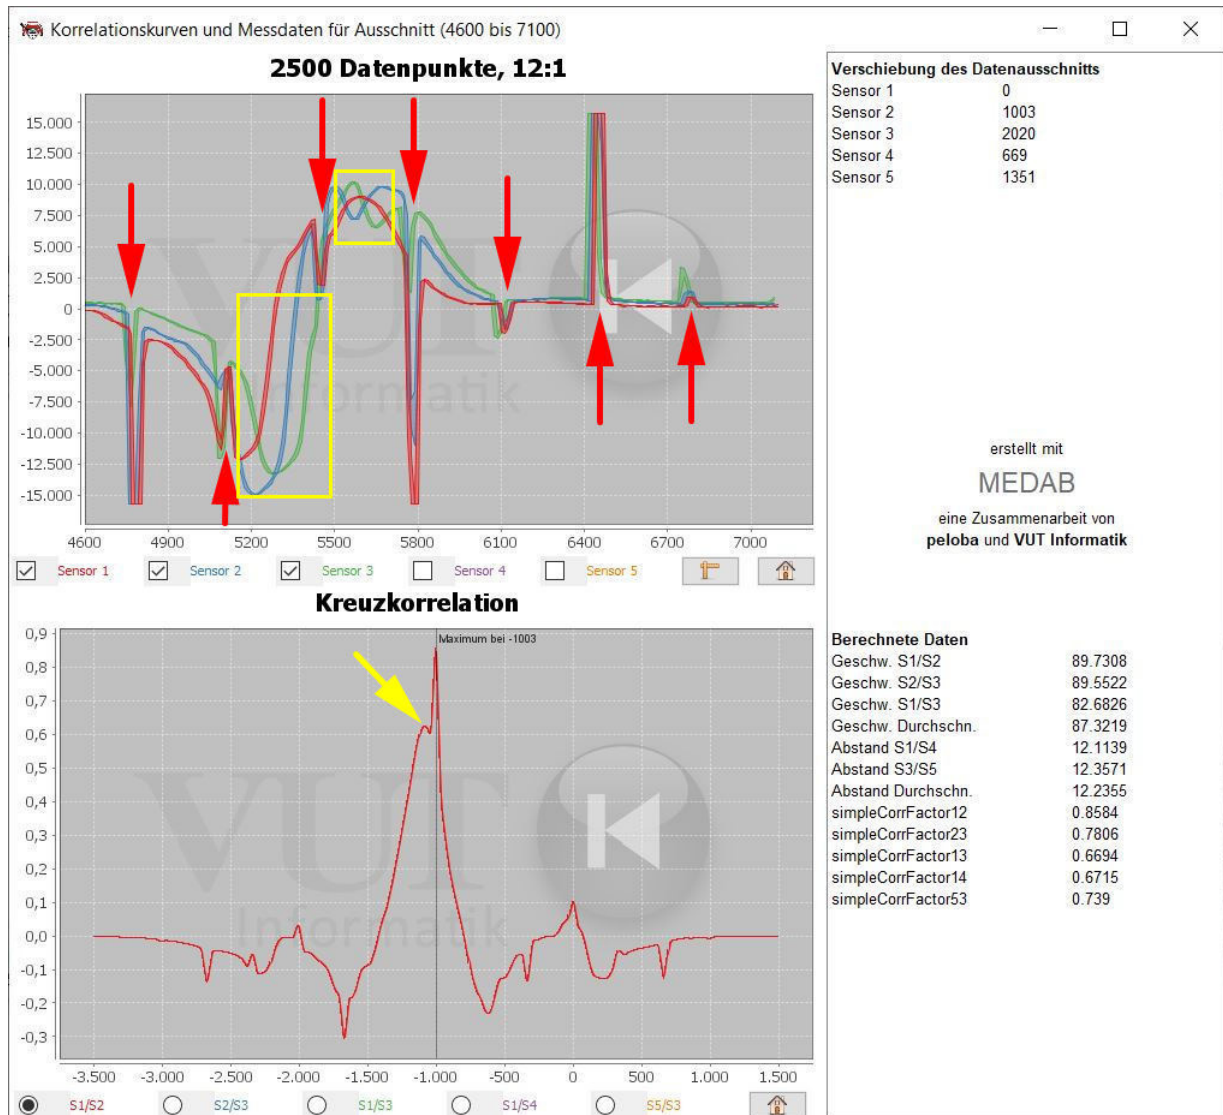 Korrelationskurven und Messdaten für Ausschnitt (4600 bis 7100)
2500 Datenpunkte, 12:1
15.000
12.500
10.000
7.500
5.000
2.500
0
-2.500
-5.000
-7.500
-10.000
-12.500
-15.000
VUT
Informatik
4600 4900 5200 5500 5800 6100 6400 6700 7000
Sensor 1 Sensor 2 Sensor 3 Sensor 4 Sensor 5
Kreuzkorrelation
Maximum bei -1003
0,9
0,8
0,7
0,6
0,5
0,4
0,3
0,2
0,1
0,0
-0,1
-0,2
-0,3
VUT
Informatik
-3.500 -3.000 -2.500 -2.000 -1.500 -1.000 -500 0 500 1.000 1.500
S1/S2 S2/S3 S1/S3 S1/S4 S5/S3
Verschiebung des Datenausschnitts
Sensor 1 0
Sensor 2 1003
Sensor 3 2020
Sensor 4 669
Sensor 5 1351
erstellt mit
MEDAB
eine Zusammenarbeit von
peloba und VUT Informatik
Berechnete Daten
Geschw. S1/S2 89.7308
Geschw. S2/S3 89.5522
Geschw. S1/S3 82.6826
Geschw. Durchschn. 87.3219
Abstand S1/S4 12.1139
Abstand S3/S5 12.3571
Abstand Durchschn. 12.2355
simpleCorrFactor12 0.8584
simpleCorrFactor23 0.7806
simpleCorrFactor13 0.6694
simpleCorrFactor14 0.6715
simpleCorrFactor53 0.739